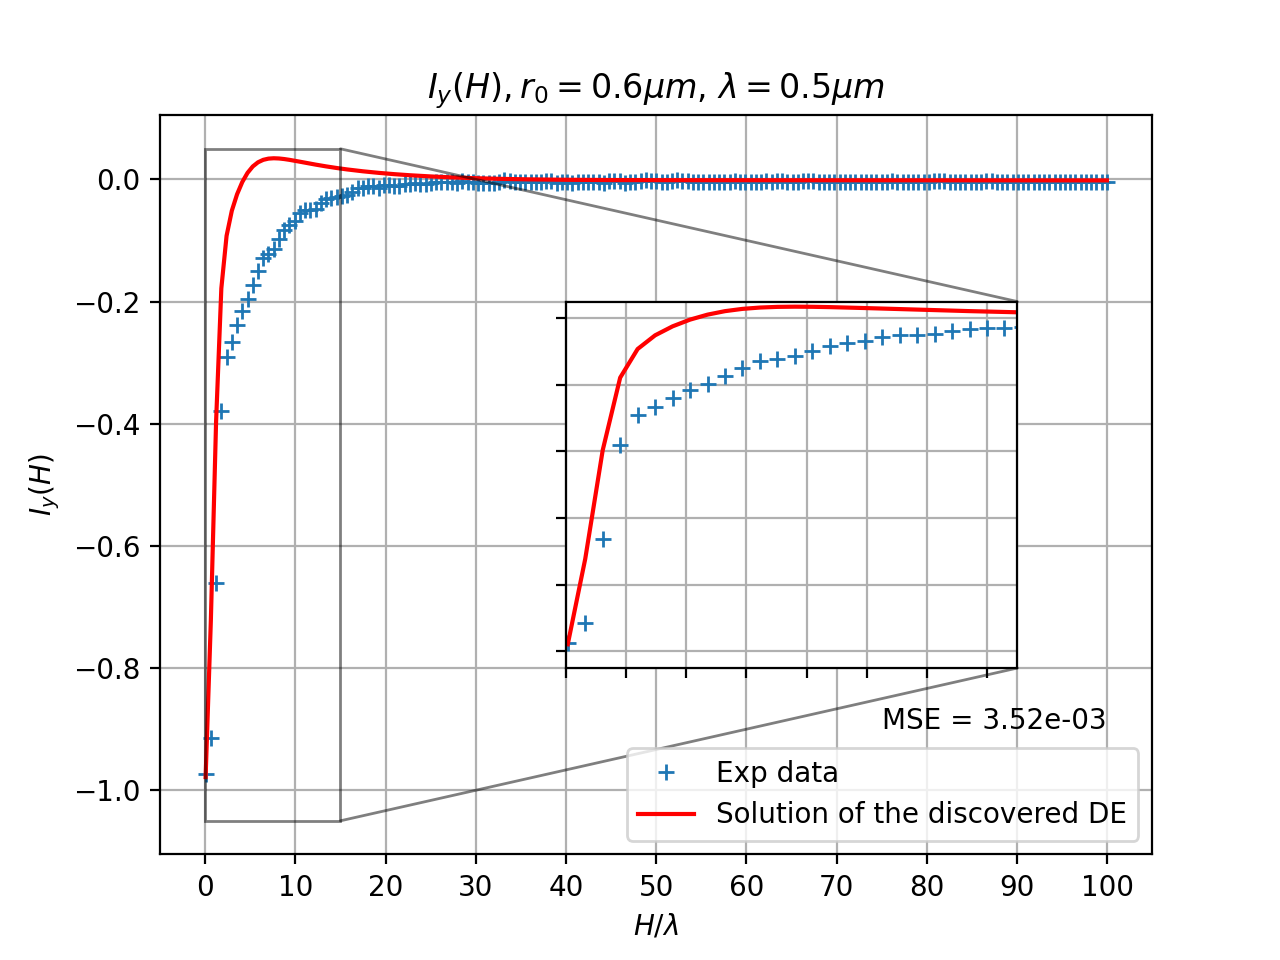 I_y(H), r_0 = 0.6μm, λ = 0.5μm
I_y(H)
0.0
−0.2
−0.4
−0.6
−0.8
−1.0
MSE = 3.52e-03
Exp data
Solution of the discovered DE
0 10 20 30 40 50 60 70 80 90 100
H/λ